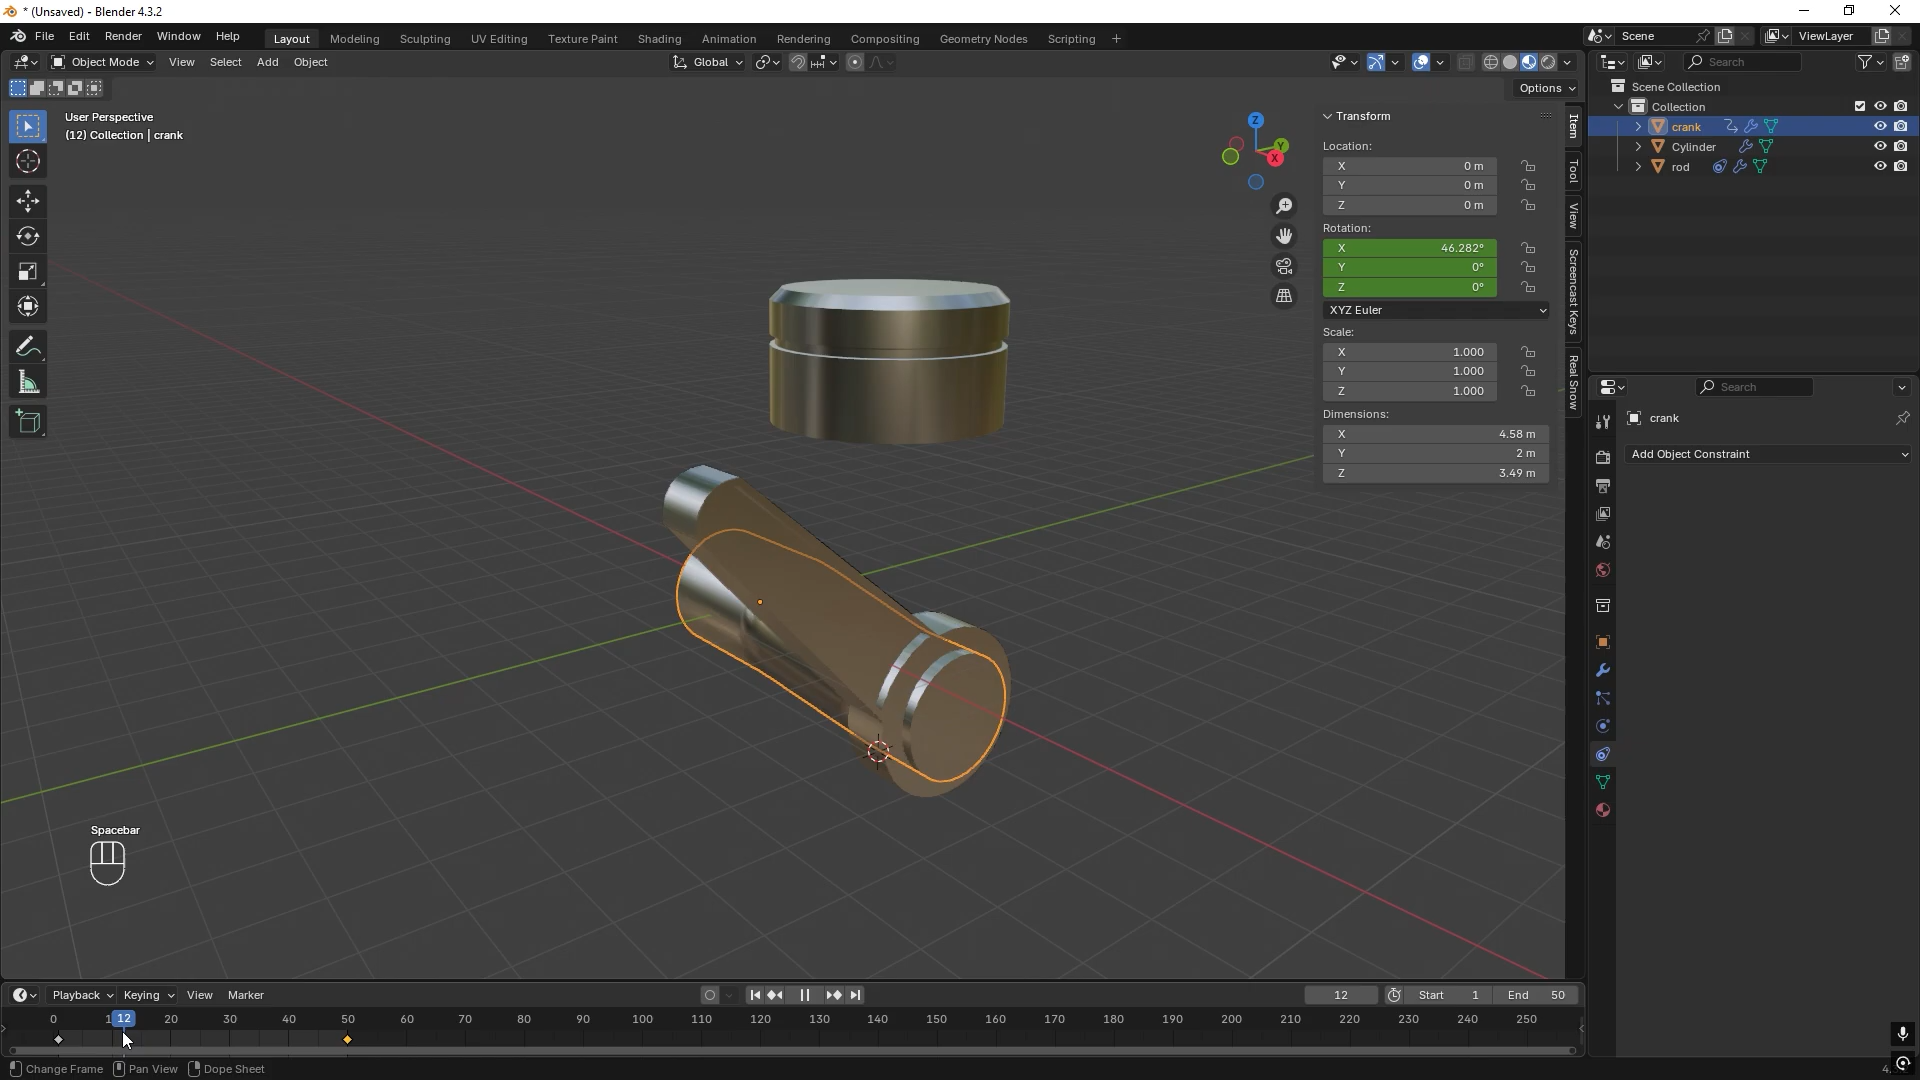 * (Unsaved) - Blender 4.3.2
File Edit Render Window Help
Layout Modeling Sculpting UV Editing Texture Paint Shading Animation Rendering Compositing Geometry Nodes Scripting +
Scene ViewLayer
Object Mode View Select Add Object
Global
Search
Options
Scene Collection
Collection
crank
Cylinder
rod
User Perspective
(12) Collection | crank
Z
Y
X
Transform
Location:
X 0 m
Y 0 m
Z 0 m
Rotation:
X 46.282°
Y 0°
Z 0°
XYZ Euler
Scale:
X 1.000
Y 1.000
Z 1.000
Dimensions:
X 4.58 m
Y 2 m
Z 3.49 m
Item
Tool
View
Screencast Keys
Real Snow
Search
crank
Add Object Constraint
Spacebar
Playback Keying View Marker
12 Start 1 End 50
0 12 20 30 40 50 60 70 80 90 100 110 120 130 140 150 160 170 180 190 200 210 220 230 240 250
Change Frame Pan View Dope Sheet